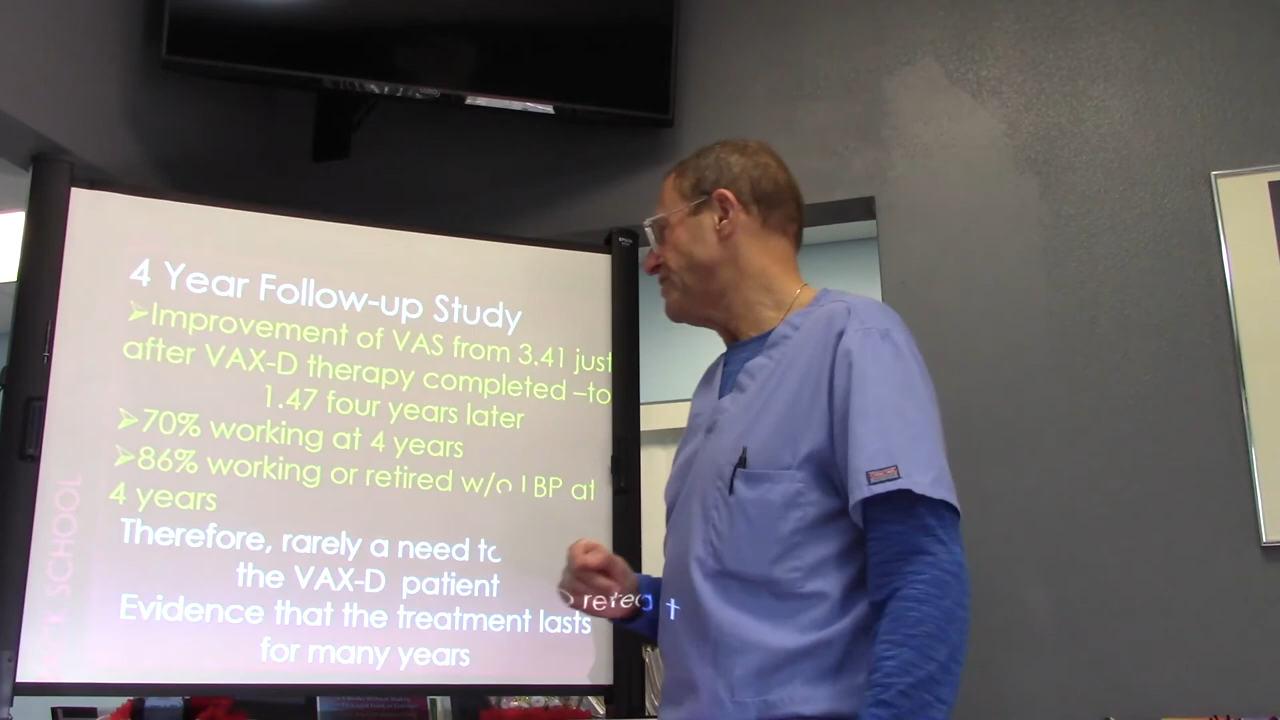 4 Year Follow-up Study
➢Improvement of VAS from 3.41 just
after VAX-D therapy completed –to
1.47 four years later
➢70% working at 4 years
➢86% working or retired w/o LBP at
4 years
Therefore, rarely a need to
the VAX-D patient
Evidence that the treatment lasts
for many years
SCHOOL
EPSON